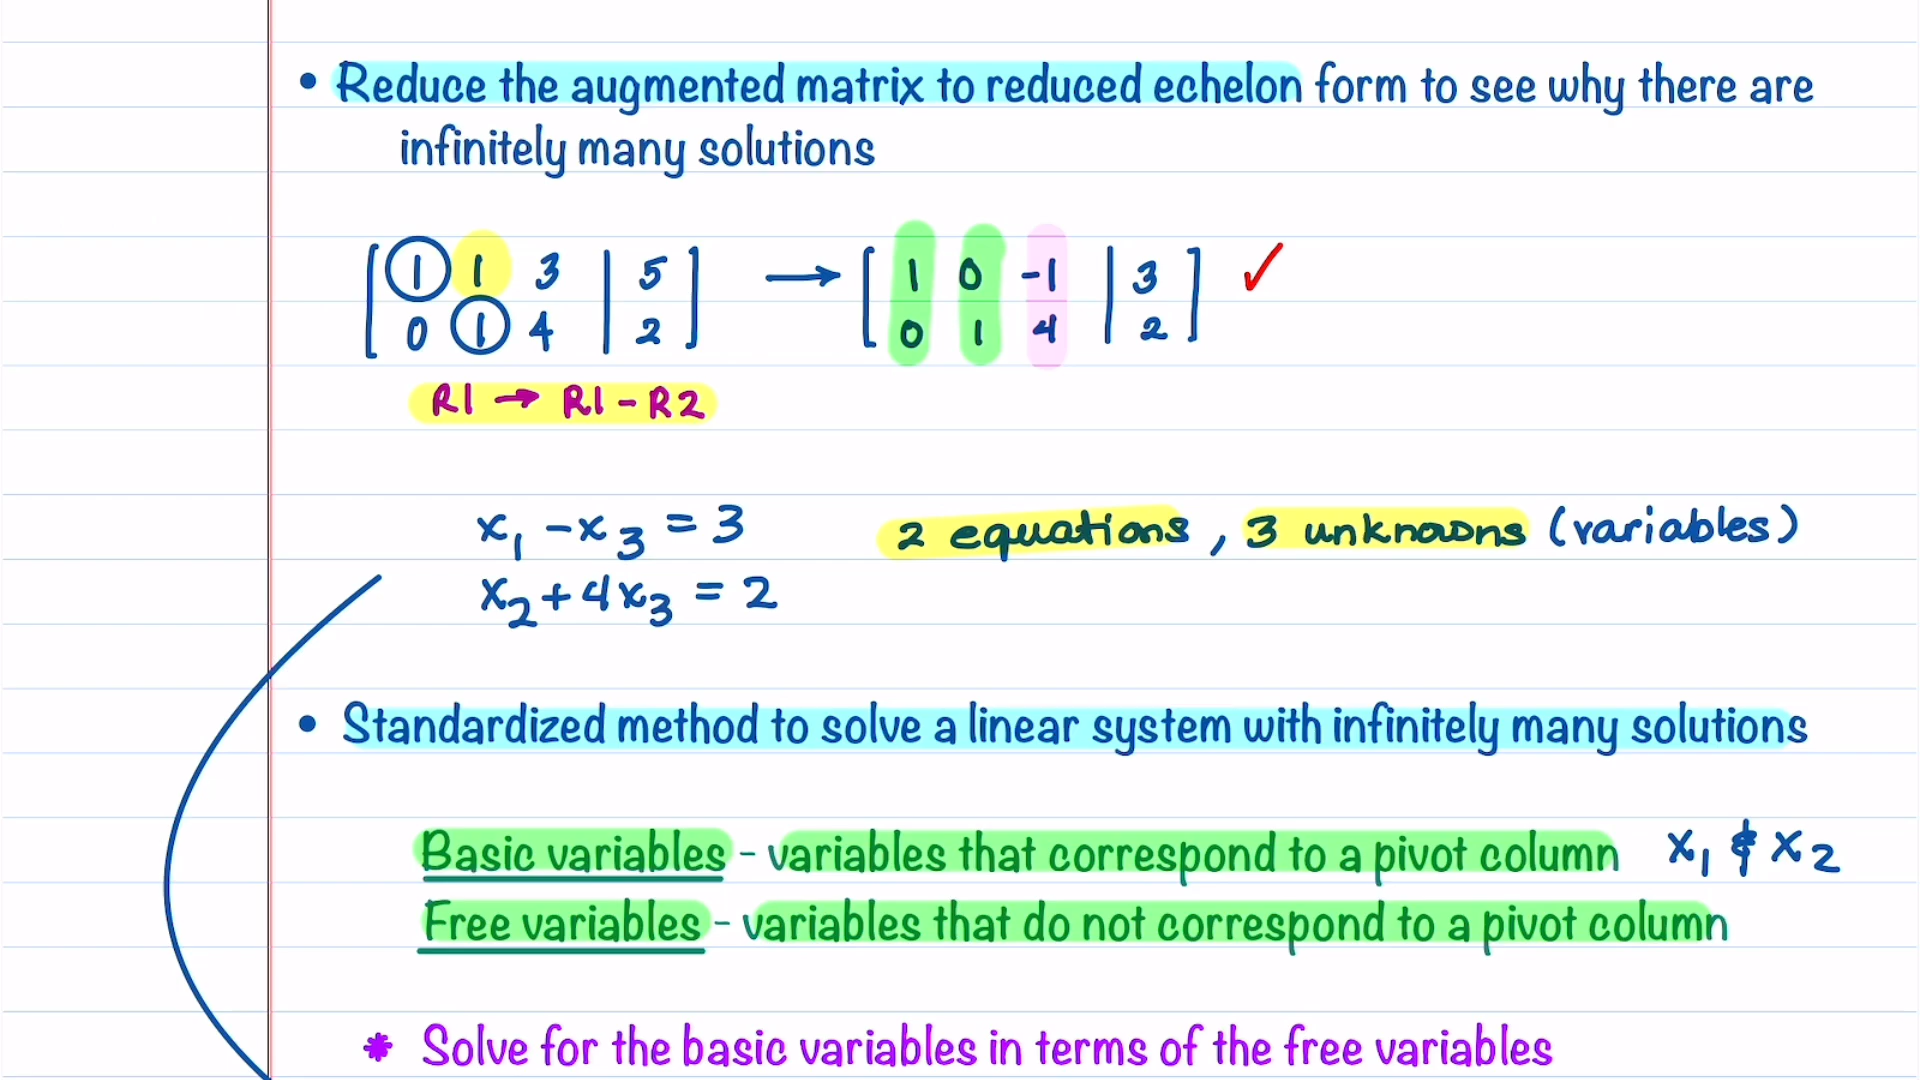 • Reduce the augmented matrix to reduced echelon form to see why there are
infinitely many solutions
[ 1 1 3 | 5 ] → [ 1 0 -1 | 3 ] ✓
[ 0 1 4 | 2 ] [ 0 1 4 | 2 ]
R1 → R1 - R2
x₁ - x₃ = 3 2 equations, 3 unknowns (variables)
x₂ + 4x₃ = 2
• Standardized method to solve a linear system with infinitely many solutions
Basic variables - variables that correspond to a pivot column x₁ & x₂
Free variables - variables that do not correspond to a pivot column
* Solve for the basic variables in terms of the free variables